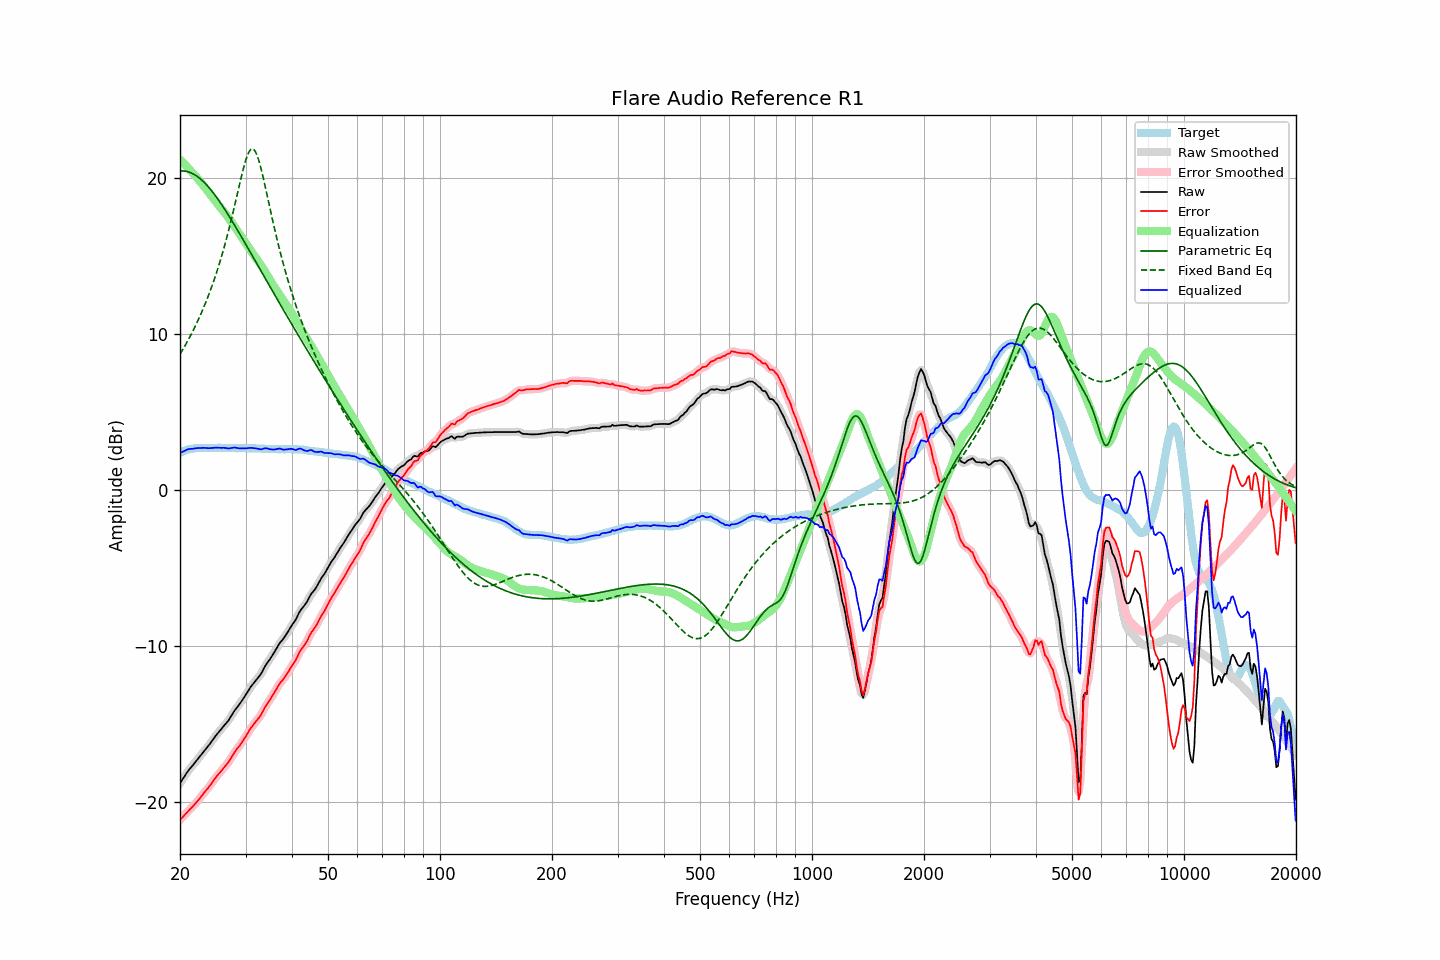 Flare Audio Reference R1
Target
Raw Smoothed
Error Smoothed
Raw
Error
Equalization
Parametric Eq
Fixed Band Eq
Equalized
20
10
0
−10
−20
Amplitude (dBr)
20 50 100 200 500 1000 2000 5000 10000 20000
Frequency (Hz)